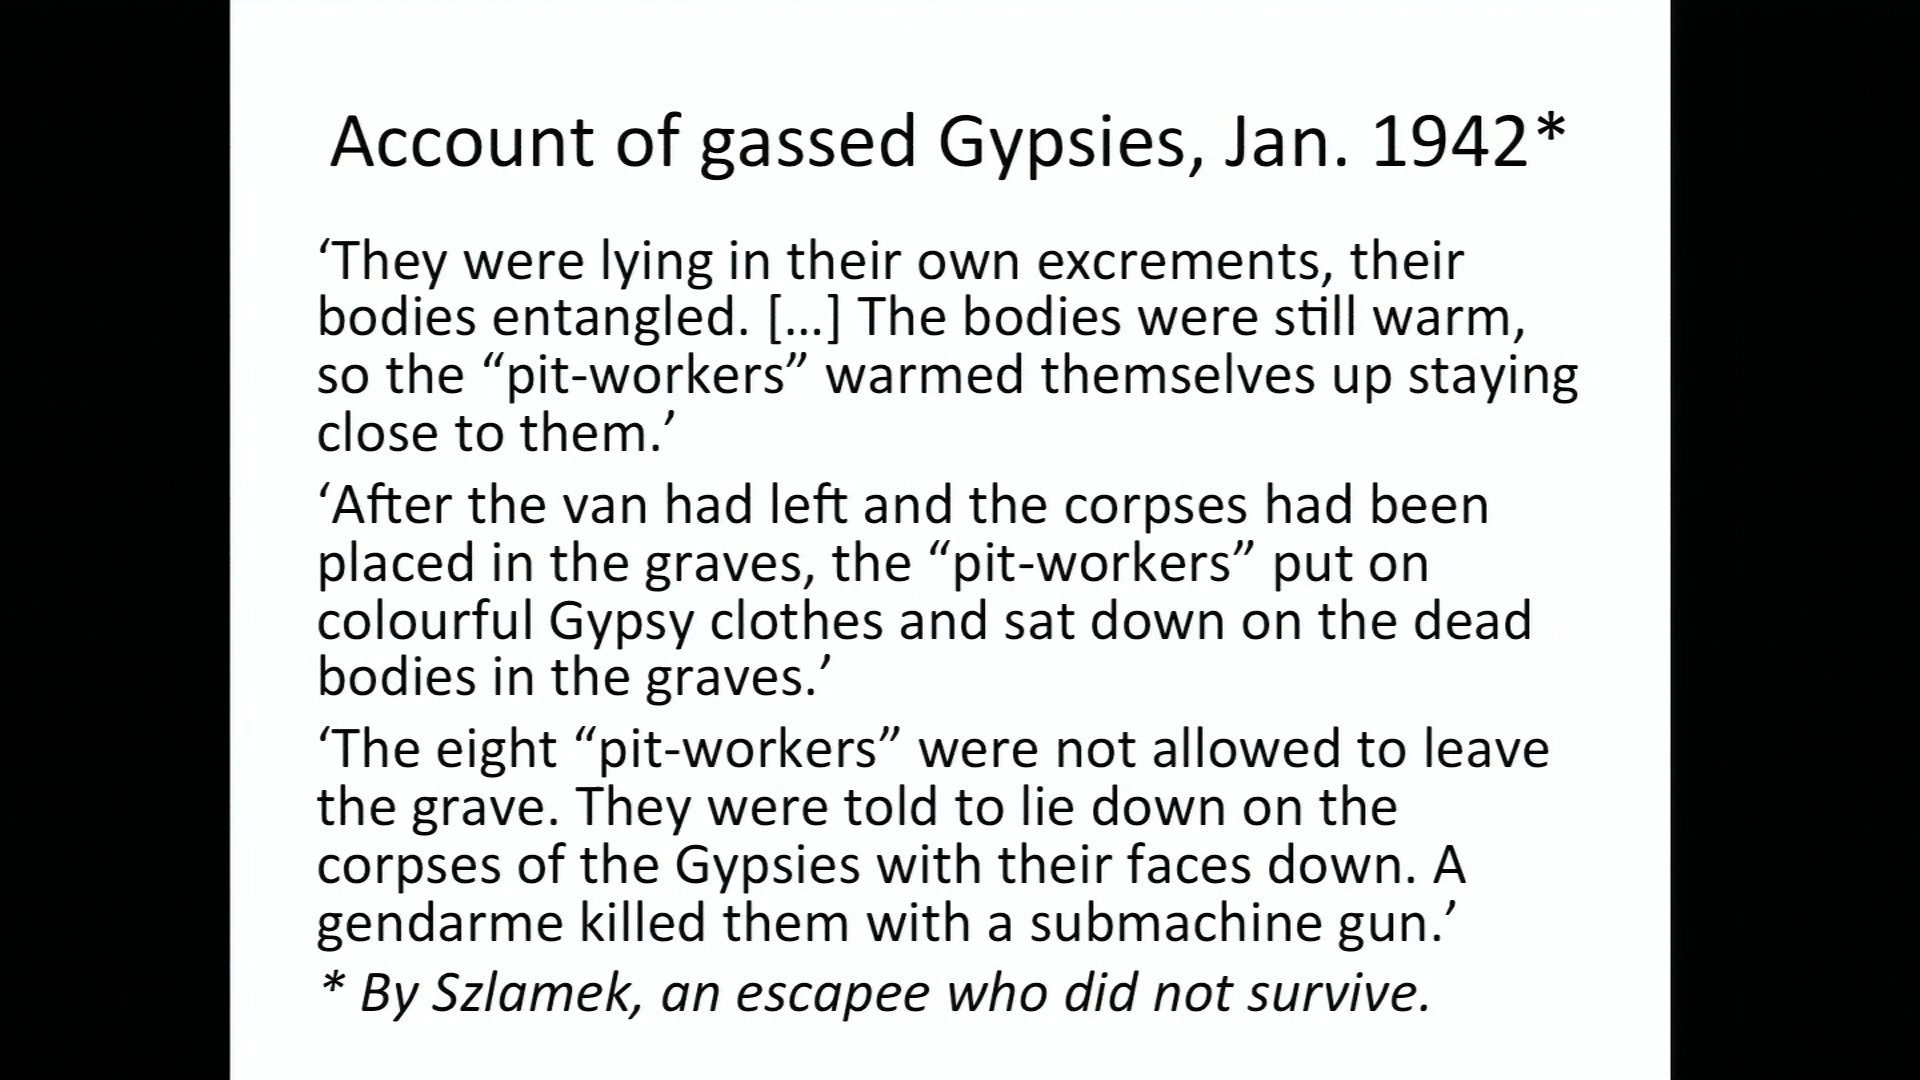 Account of gassed Gypsies, Jan. 1942*
‘They were lying in their own excrements, their
bodies entangled. […] The bodies were still warm,
so the “pit-workers” warmed themselves up staying
close to them.’
‘After the van had left and the corpses had been
placed in the graves, the “pit-workers” put on
colourful Gypsy clothes and sat down on the dead
bodies in the graves.’
‘The eight “pit-workers” were not allowed to leave
the grave. They were told to lie down on the
corpses of the Gypsies with their faces down. A
gendarme killed them with a submachine gun.’
* By Szlamek, an escapee who did not survive.